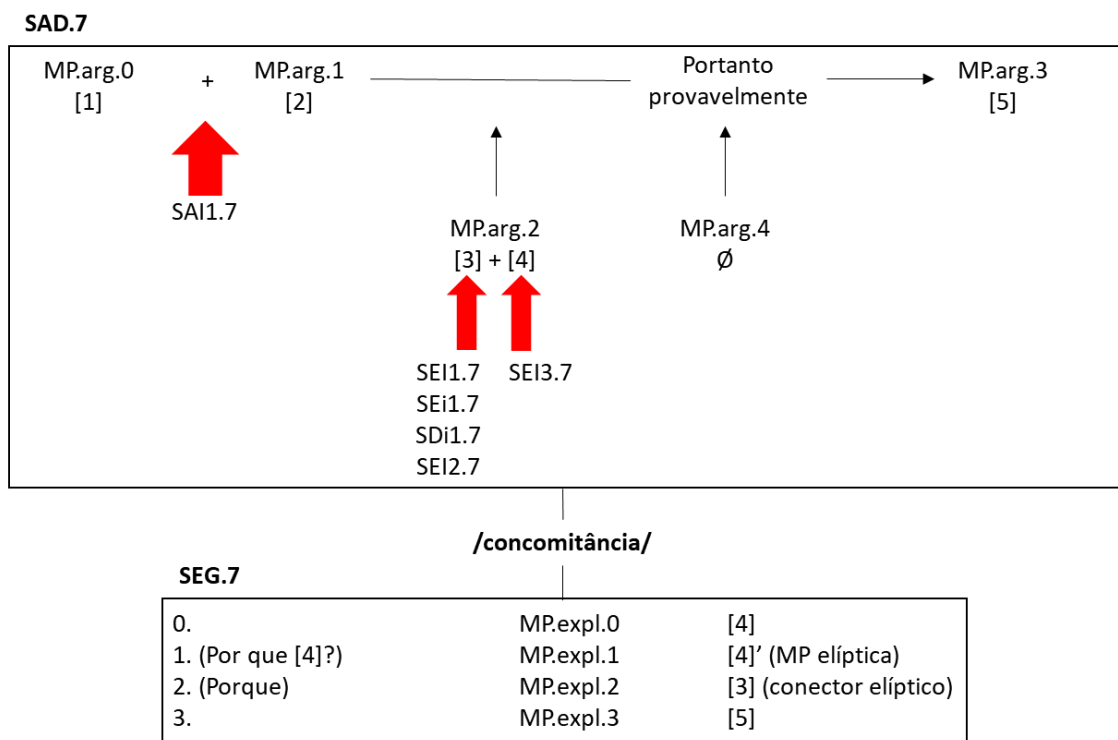 SAD.7
MP.arg.0 + MP.arg.1 Portanto MP.arg.3
[1] [2] provavelmente [5]
SAI1.7
MP.arg.2 MP.arg.4
[3] + [4] Ø
SEI1.7 SEI3.7
SEi1.7
SDi1.7
SEI2.7
/concomitância/
SEG.7
0. MP.expl.0 [4]
1. (Por que [4]?) MP.expl.1 [4]’ (MP elíptica)
2. (Porque) MP.expl.2 [3] (conector elíptico)
3. MP.expl.3 [5]